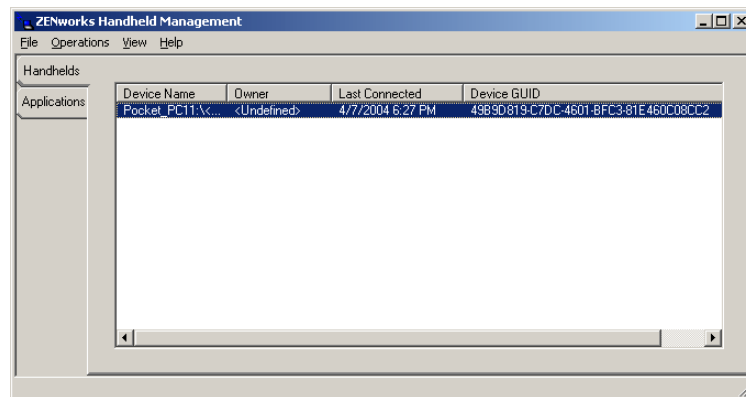 ZENworks Handheld Management
File Operations View Help
Handhelds
Applications
Device Name Owner Last Connected Device GUID
Pocket_PC11:\<... <Undefined> 4/7/2004 6:27 PM 49B9D819-C7DC-4601-BFC3-81E460C08CC2